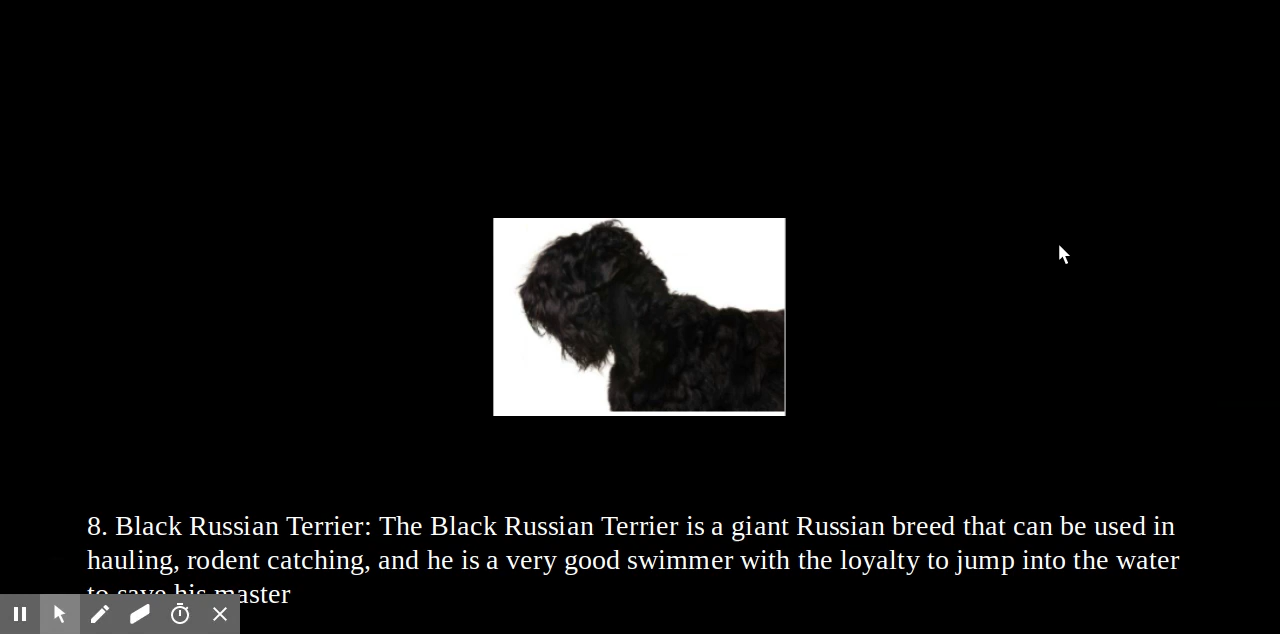 8. Black Russian Terrier: The Black Russian Terrier is a giant Russian breed that can be used in
hauling, rodent catching, and he is a very good swimmer with the loyalty to jump into the water
to save his master